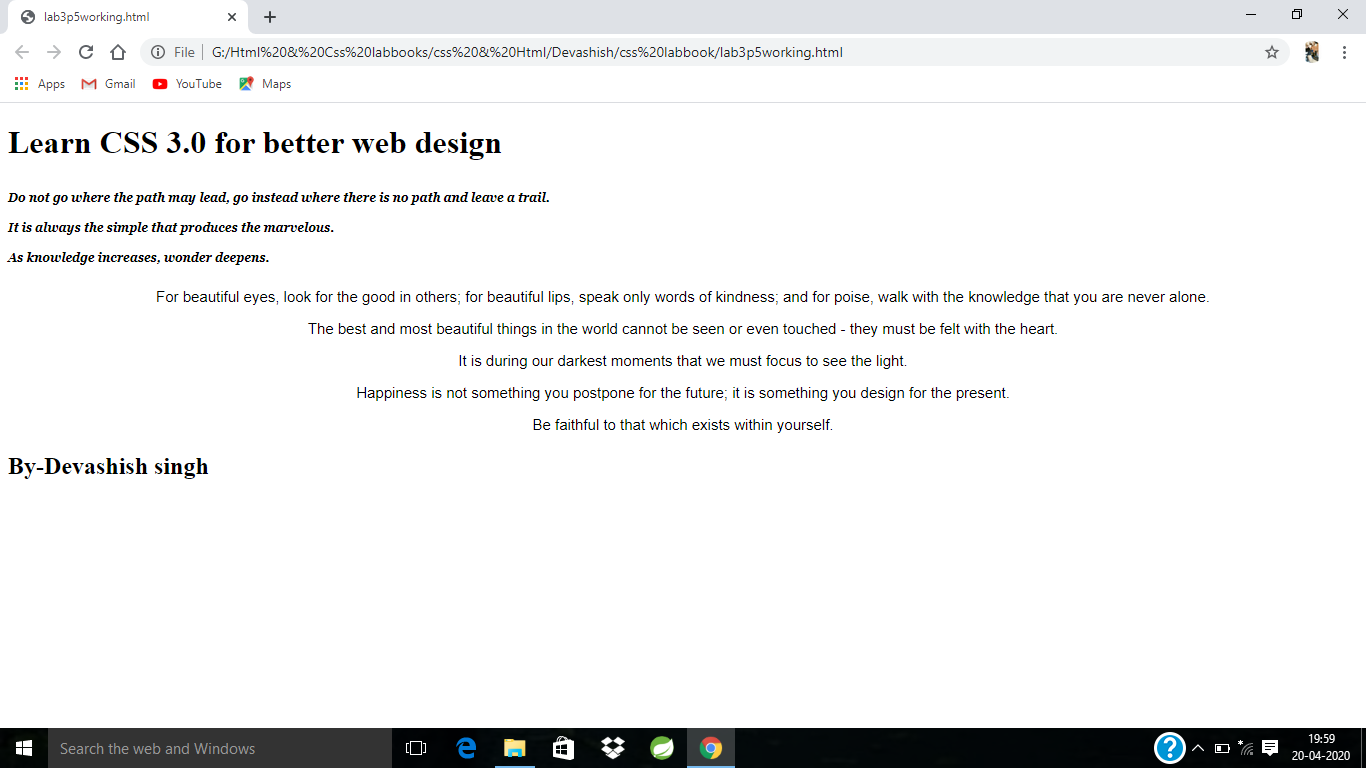 lab3p5working.html
File
G:/Html%20&%20Css%20labbooks/css%20&%20Html/Devashish/css%20labbook/lab3p5working.html
Apps Gmail YouTube Maps
Learn CSS 3.0 for better web design
Do not go where the path may lead, go instead where there is no path and leave a trail.
It is always the simple that produces the marvelous.
As knowledge increases, wonder deepens.
For beautiful eyes, look for the good in others; for beautiful lips, speak only words of kindness; and for poise, walk with the knowledge that you are never alone.
The best and most beautiful things in the world cannot be seen or even touched - they must be felt with the heart.
It is during our darkest moments that we must focus to see the light.
Happiness is not something you postpone for the future; it is something you design for the present.
Be faithful to that which exists within yourself.
By-Devashish singh
Search the web and Windows
19:59
20-04-2020